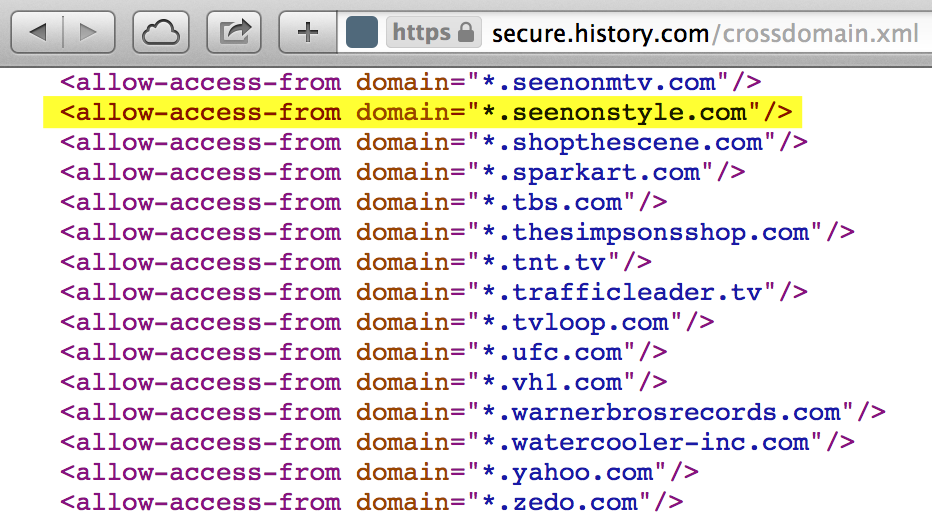 https secure.history.com/crossdomain.xml
<allow-access-from domain="*.seenonmtv.com"/>
<allow-access-from domain="*.seenonstyle.com"/>
<allow-access-from domain="*.shopthescene.com"/>
<allow-access-from domain="*.sparkart.com"/>
<allow-access-from domain="*.tbs.com"/>
<allow-access-from domain="*.thesimpsonsshop.com"/>
<allow-access-from domain="*.tnt.tv"/>
<allow-access-from domain="*.trafficleader.tv"/>
<allow-access-from domain="*.tvloop.com"/>
<allow-access-from domain="*.ufc.com"/>
<allow-access-from domain="*.vh1.com"/>
<allow-access-from domain="*.warnerbrosrecords.com"/>
<allow-access-from domain="*.watercooler-inc.com"/>
<allow-access-from domain="*.yahoo.com"/>
<allow-access-from domain="*.zedo.com"/>